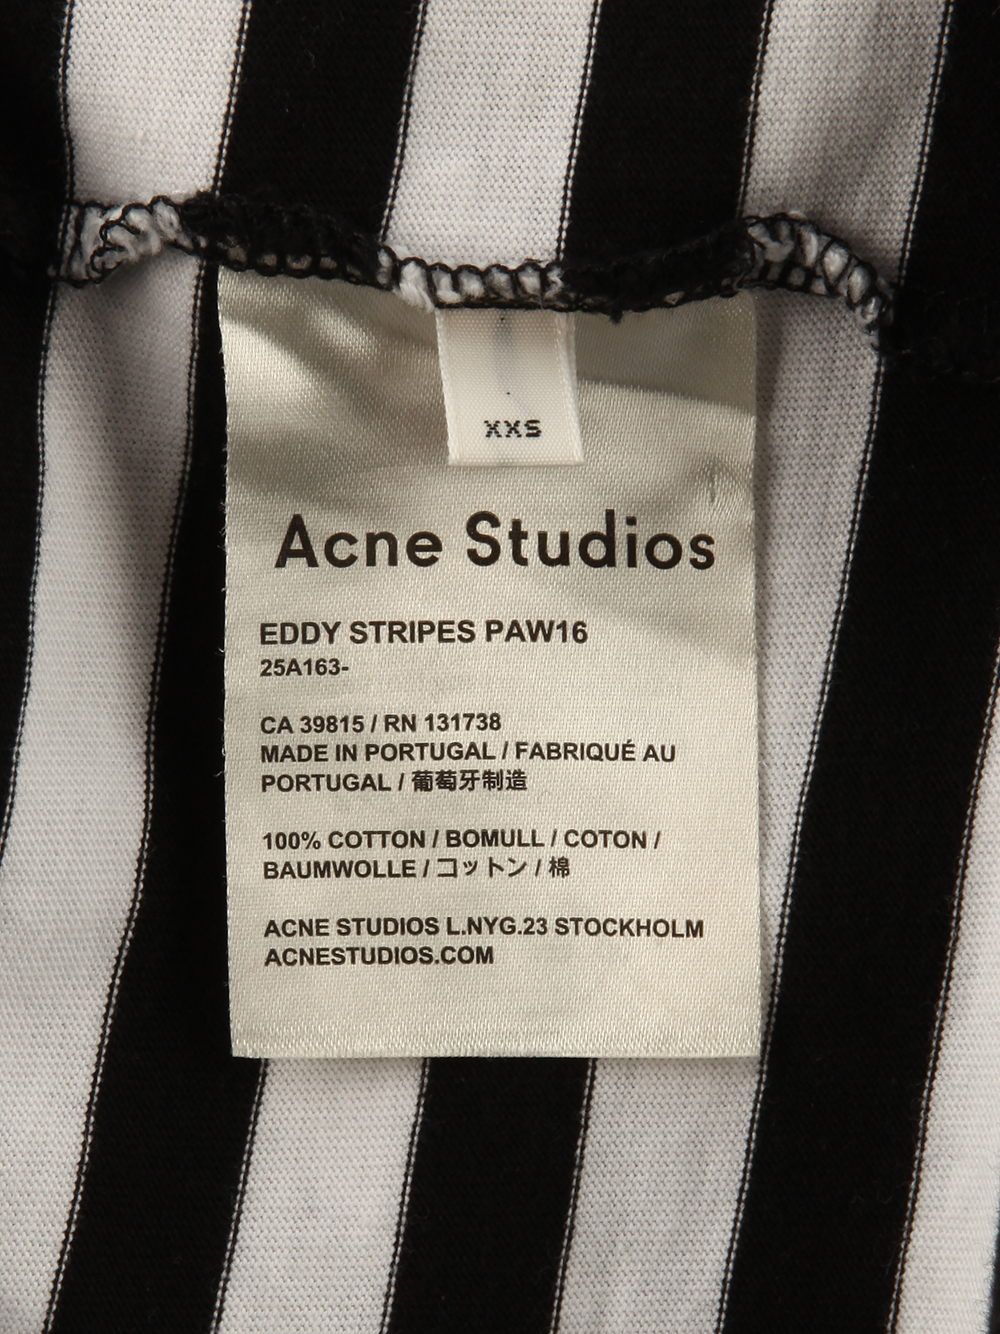 XXS
Acne Studios
EDDY STRIPES PAW16
25A163-
CA 39815 / RN 131738
MADE IN PORTUGAL / FABRIQUÉ AU
PORTUGAL / 葡萄牙制造
100% COTTON / BOMULL / COTON /
BAUMWOLLE / コットン / 棉
ACNE STUDIOS L.NYG.23 STOCKHOLM
ACNESTUDIOS.COM